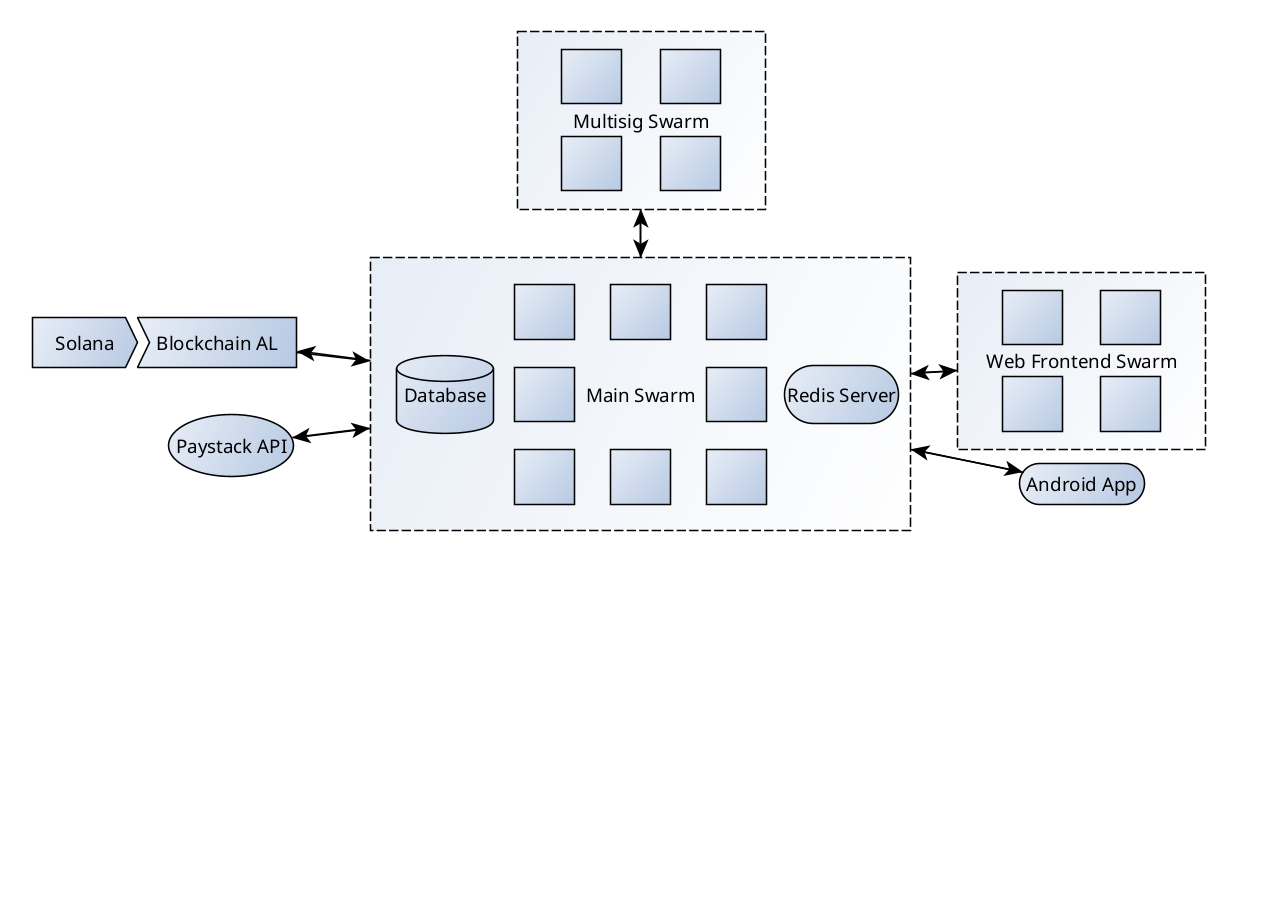 Multisig Swarm
Solana
Blockchain AL
Paystack API
Database
Main Swarm
Redis Server
Web Frontend Swarm
Android App